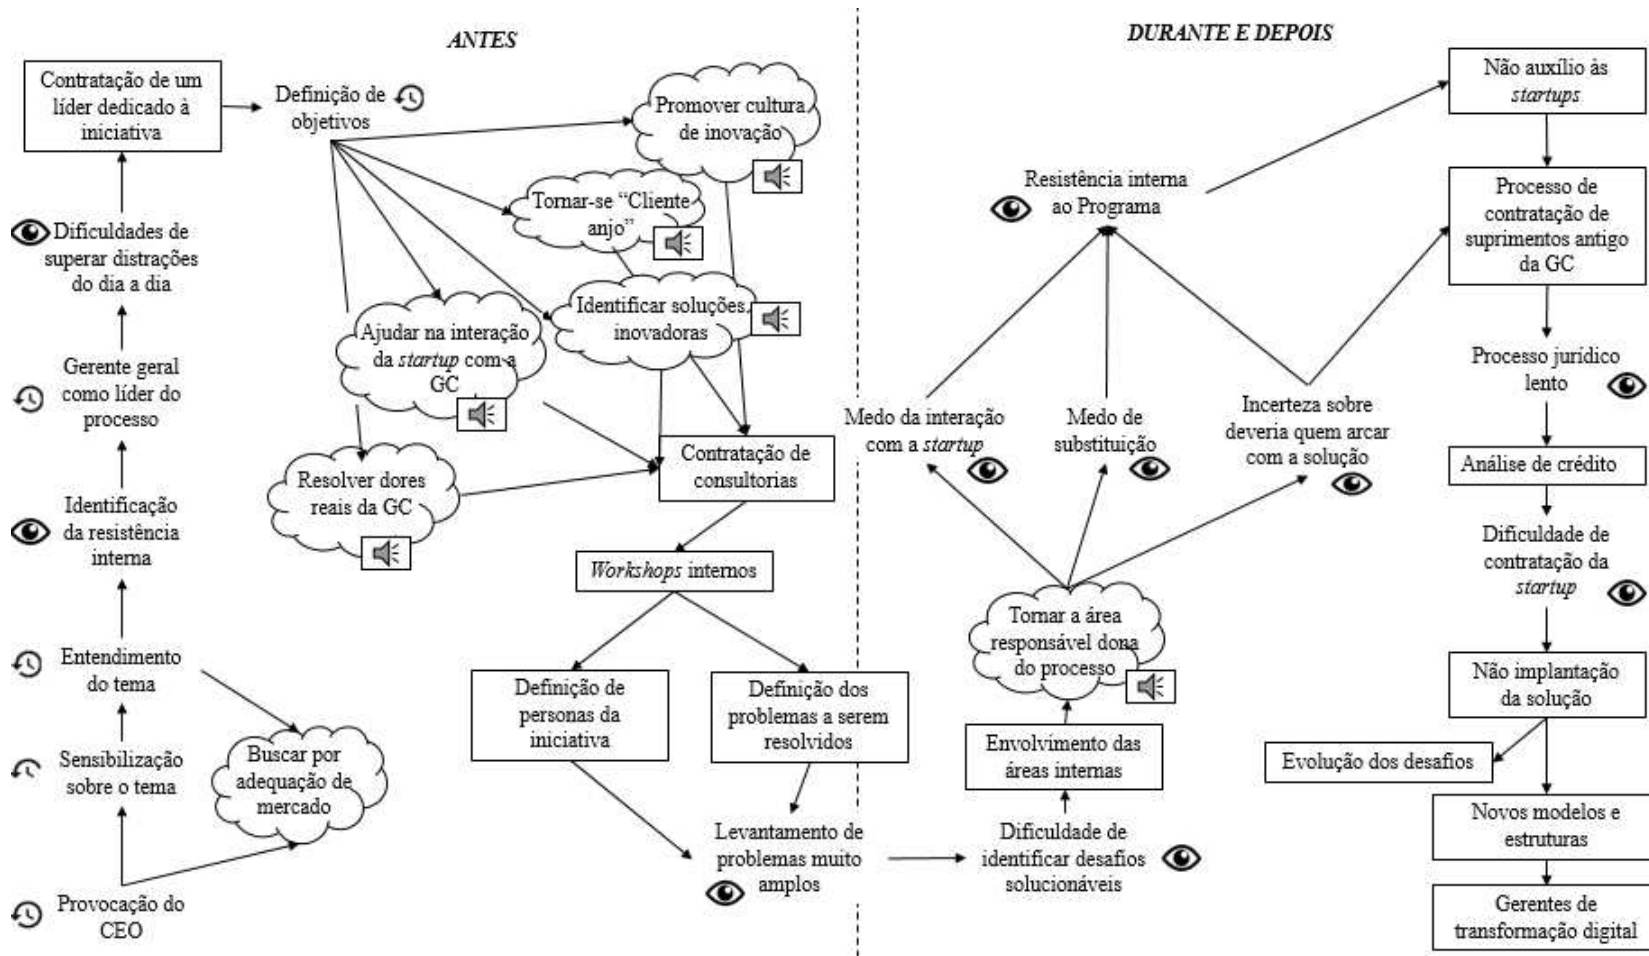 ANTES
DURANTE E DEPOIS
Contratação de um
líder dedicado à
iniciativa
Definição de
objetivos
Promover cultura
de inovação
Tornar-se “Cliente
anjo”
Dificuldades de
superar distrações
do dia a dia
Identificar soluções
inovadoras
Ajudar na interação
da startup com a
GC
Gerente geral
como líder do
processo
Contratação de
consultorias
Resolver dores
reais da GC
Identificação
da resistência
interna
Workshops internos
Entendimento
do tema
Definição de
personas da
iniciativa
Definição dos
problemas a serem
resolvidos
Sensibilização
sobre o tema
Buscar por
adequação de
mercado
Levantamento de
problemas muito
amplos
Provocação do
CEO
Não auxílio às
startups
Resistência interna
ao Programa
Processo de
contratação de
suprimentos antigo
da GC
Processo jurídico
lento
Medo da interação
com a startup
Medo de
substituição
Incerteza sobre
deveria quem arcar
com a solução
Análise de crédito
Dificuldade de
contratação da
startup
Tornar a área
responsável dona
do processo
Não implantação
da solução
Envolvimento das
áreas internas
Evolução dos desafios
Novos modelos e
estruturas
Dificuldade de
identificar desafios
solucionáveis
Gerentes de
transformação digital